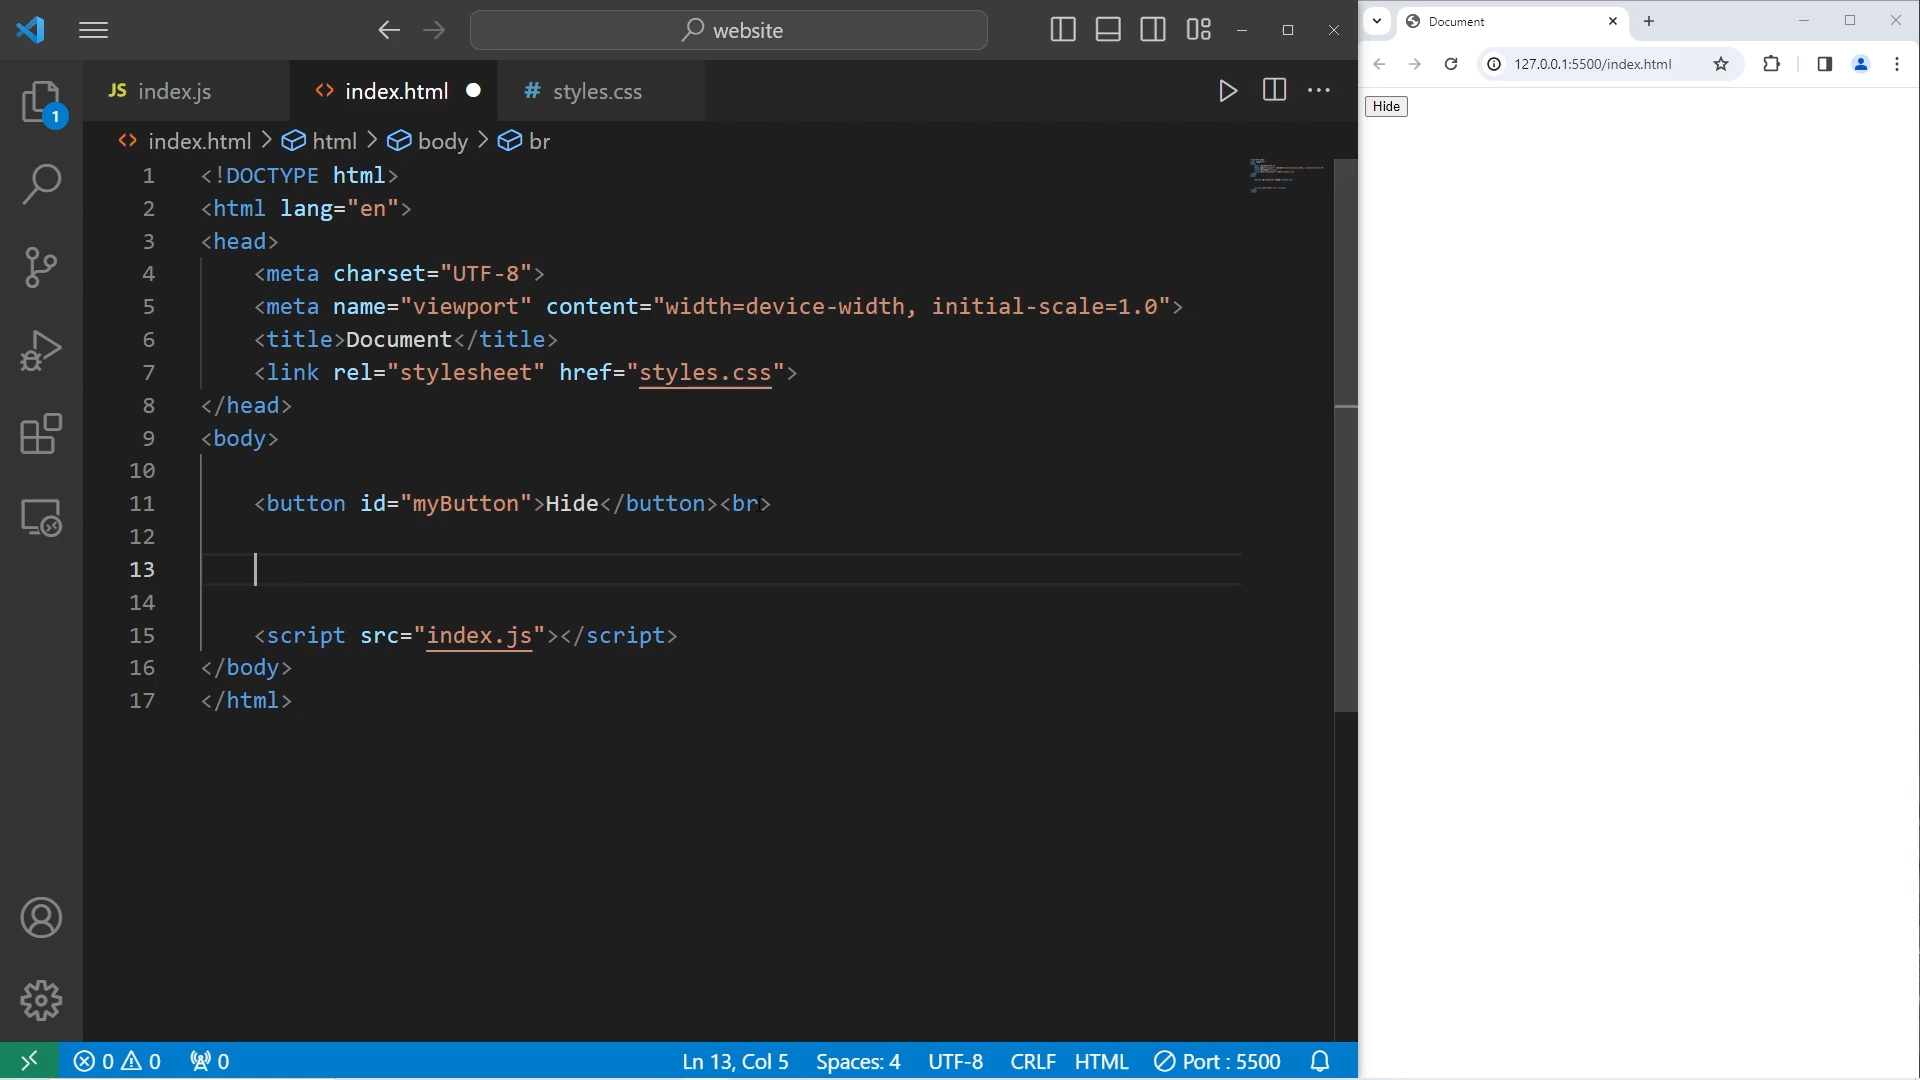 website
JS index.js
<> index.html
# styles.css
<> index.html > html > body > br
1 <!DOCTYPE html>
2 <html lang="en">
3 <head>
4 <meta charset="UTF-8">
5 <meta name="viewport" content="width=device-width, initial-scale=1.0">
6 <title>Document</title>
7 <link rel="stylesheet" href="styles.css">
8 </head>
9 <body>
10
11 <button id="myButton">Hide</button><br>
12
13
14
15 <script src="index.js"></script>
16 </body>
17 </html>
1
0 0 0
Ln 13, Col 5
Spaces: 4
UTF-8
CRLF
HTML
Port : 5500
Document
127.0.0.1:5500/index.html
Hide